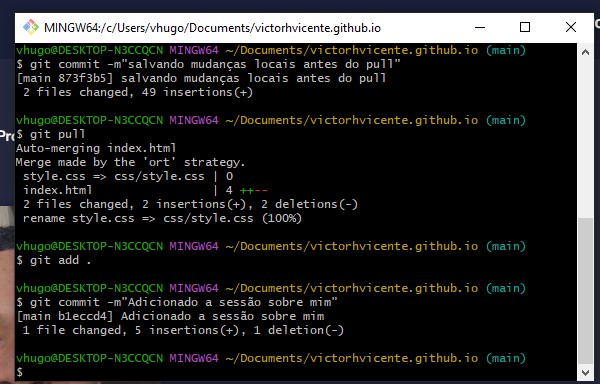 MINGW64:/c/Users/vhugo/Documents/victorhvicente.github.io
vhugo@DESKTOP-N3CCQCN MINGW64 ~/Documents/victorhvicente.github.io (main)
$ git commit -m"salvando mudanças locais antes do pull"
[main 873f3b5] salvando mudanças locais antes do pull
 2 files changed, 49 insertions(+)
vhugo@DESKTOP-N3CCQCN MINGW64 ~/Documents/victorhvicente.github.io (main)
$ git pull
Auto-merging index.html
Merge made by the 'ort' strategy.
 style.css => css/style.css | 0
 index.html                 | 4 ++--
 2 files changed, 2 insertions(+), 2 deletions(-)
 rename style.css => css/style.css (100%)
vhugo@DESKTOP-N3CCQCN MINGW64 ~/Documents/victorhvicente.github.io (main)
$ git add .
vhugo@DESKTOP-N3CCQCN MINGW64 ~/Documents/victorhvicente.github.io (main)
$ git commit -m"Adicionado a sessão sobre mim"
[main b1eccd4] Adicionado a sessão sobre mim
 1 file changed, 5 insertions(+), 1 deletion(-)
vhugo@DESKTOP-N3CCQCN MINGW64 ~/Documents/victorhvicente.github.io (main)
$